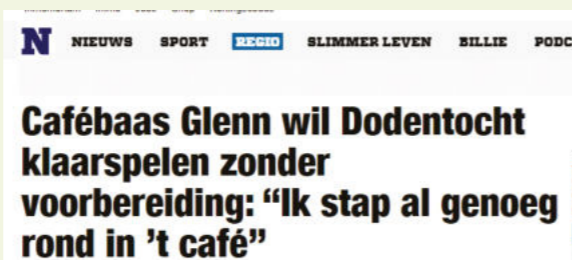 N NIEUWS SPORT REGIO SLIMMER LEVEN BILLIE PODC
Cafébaas Glenn wil Dodentocht
klaarspelen zonder
voorbereiding: “Ik stap al genoeg
rond in ’t café”